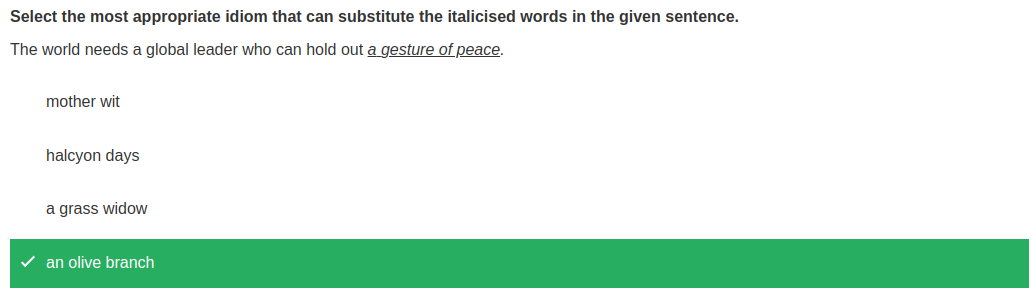 Select the most appropriate idiom that can substitute the italicised words in the given sentence.
The world needs a global leader who can hold out a gesture of peace.
mother wit
halcyon days
a grass widow
an olive branch